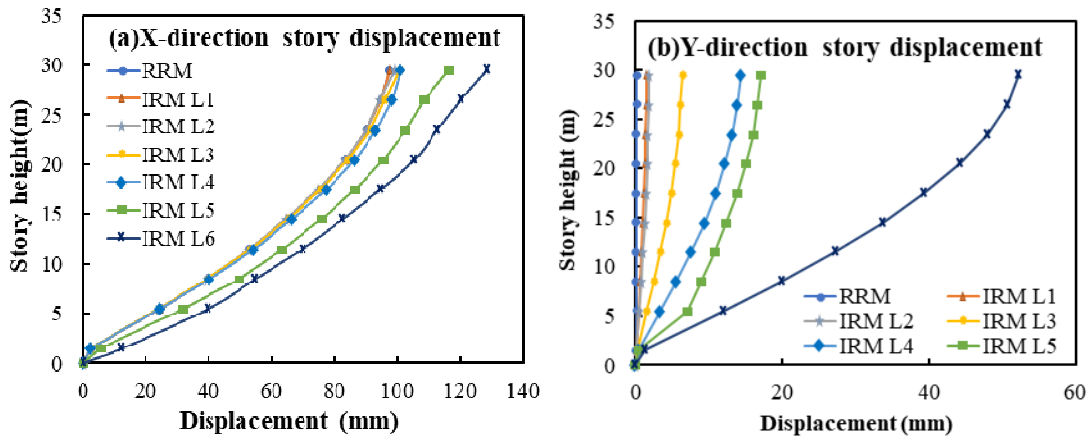 (a)X-direction story displacement
Story height(m)
35
30
25
20
15
10
5
0
RRM
IRM L1
IRM L2
IRM L3
IRM L4
IRM L5
IRM L6
0 20 40 60 80 100 120 140
Displacement (mm)
(b)Y-direction story displacement
Story height (m)
35
30
25
20
15
10
5
0
RRM IRM L1
IRM L2 IRM L3
IRM L4 IRM L5
0 20 40 60
Displacement (mm)